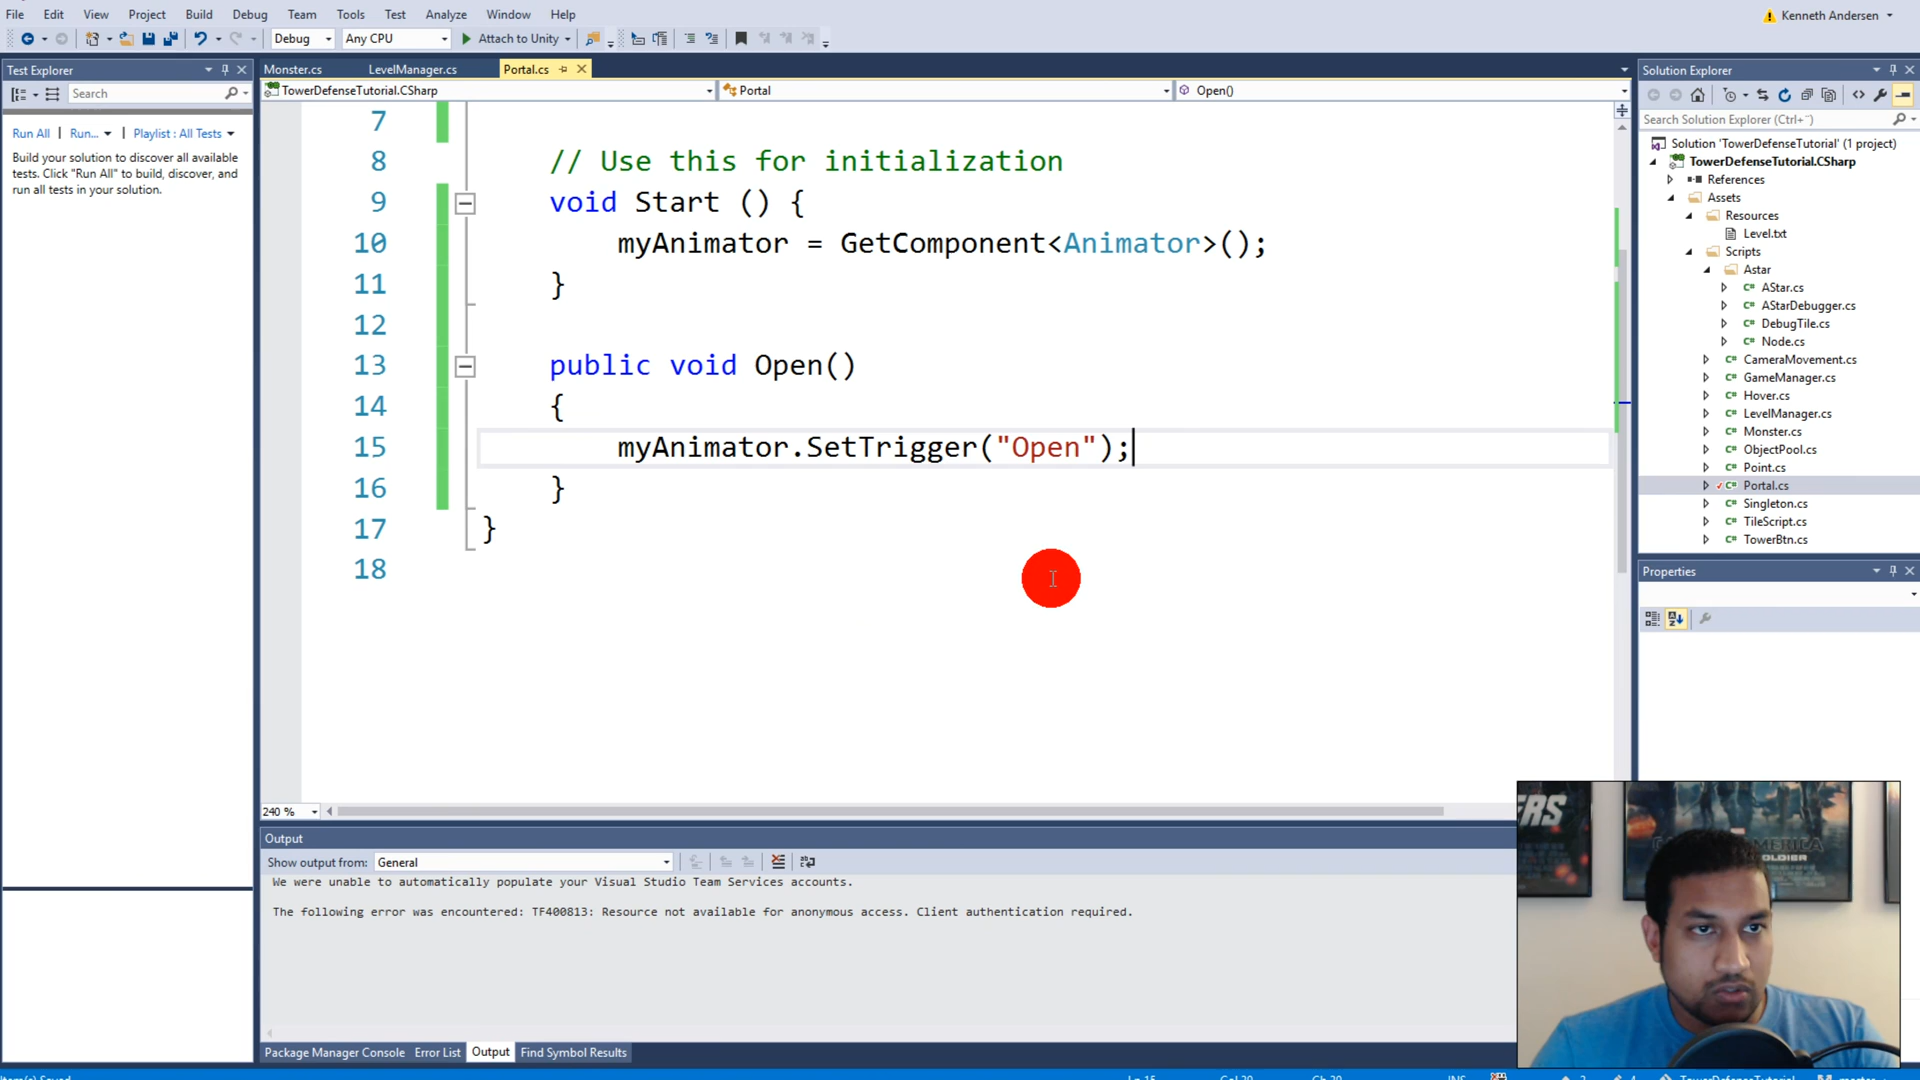 File Edit View Project Build Debug Team Tools Test Analyze Window Help
Kenneth Andersen
Debug Any CPU Attach to Unity
Test Explorer
Search
Run All | Run... | Playlist : All Tests
Build your solution to discover all available
tests. Click "Run All" to build, discover, and
run all tests in your solution.
Monster.cs LevelManager.cs Portal.cs
TowerDefenseTutorial.CSharp Portal Open()
7
8 // Use this for initialization
9 void Start () {
10 myAnimator = GetComponent<Animator>();
11 }
12
13 public void Open()
14 {
15 myAnimator.SetTrigger("Open");
16 }
17 }
18
240 %
Output
Show output from: General
We were unable to automatically populate your Visual Studio Team Services accounts.
The following error was encountered: TF400813: Resource not available for anonymous access. Client authentication required.
Package Manager Console Error List Output Find Symbol Results
Solution Explorer
Search Solution Explorer (Ctrl+¨)
Solution 'TowerDefenseTutorial' (1 project)
TowerDefenseTutorial.CSharp
References
Assets
Resources
Level.txt
Scripts
Astar
AStar.cs
AStarDebugger.cs
DebugTile.cs
Node.cs
CameraMovement.cs
GameManager.cs
Hover.cs
LevelManager.cs
Monster.cs
ObjectPool.cs
Point.cs
Portal.cs
Singleton.cs
TileScript.cs
TowerBtn.cs
Properties